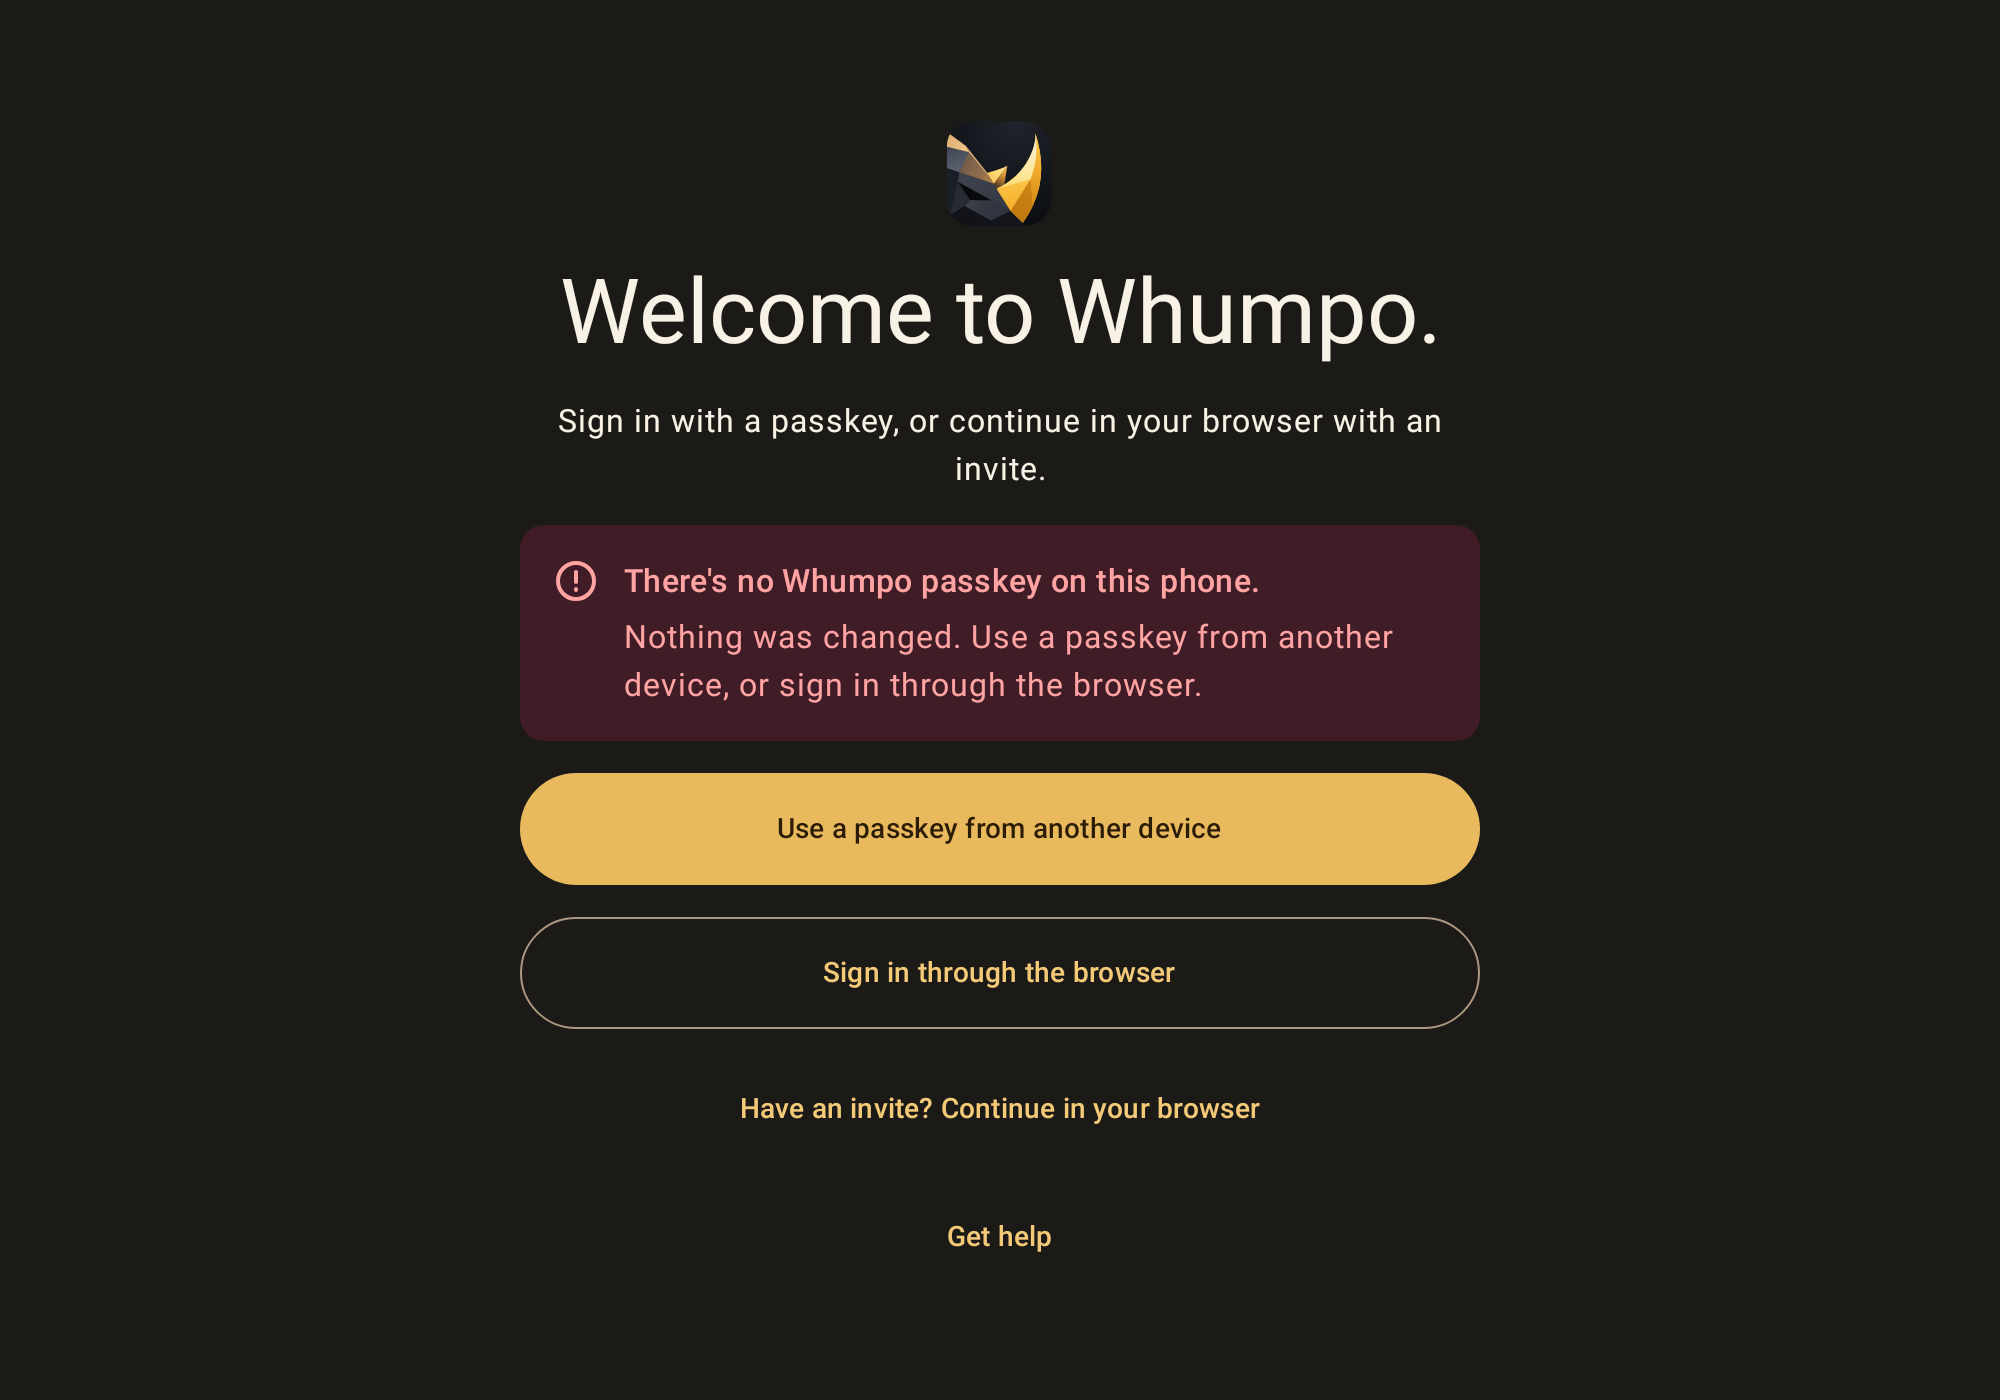 Welcome to Whumpo.
Sign in with a passkey, or continue in your browser with an
invite.
There's no Whumpo passkey on this phone.
Nothing was changed. Use a passkey from another
device, or sign in through the browser.
Use a passkey from another device
Sign in through the browser
Have an invite? Continue in your browser
Get help